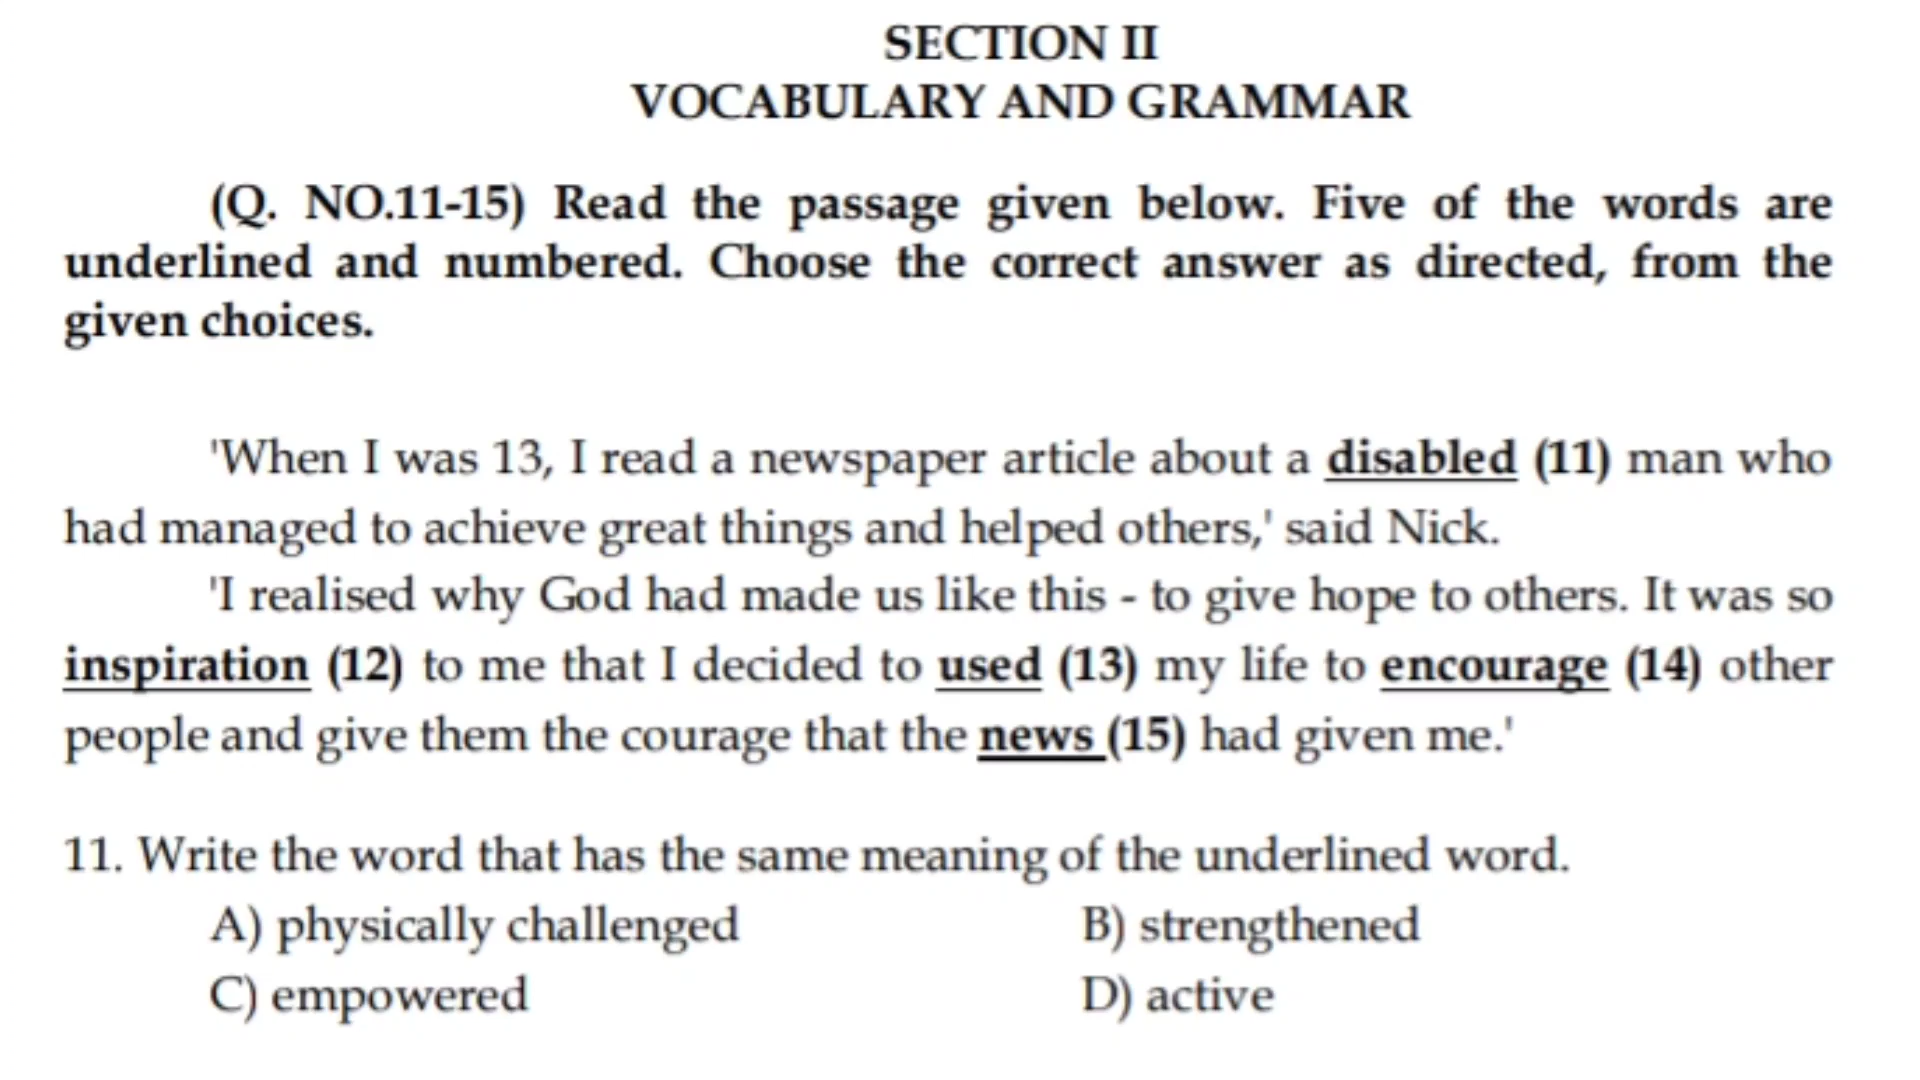 SECTION II
VOCABULARY AND GRAMMAR
(Q. NO.11-15) Read the passage given below. Five of the words are
underlined and numbered. Choose the correct answer as directed, from the
given choices.
'When I was 13, I read a newspaper article about a disabled (11) man who
had managed to achieve great things and helped others,' said Nick.
'I realised why God had made us like this - to give hope to others. It was so
inspiration (12) to me that I decided to used (13) my life to encourage (14) other
people and give them the courage that the news (15) had given me.'
11. Write the word that has the same meaning of the underlined word.
A) physically challenged B) strengthened
C) empowered D) active